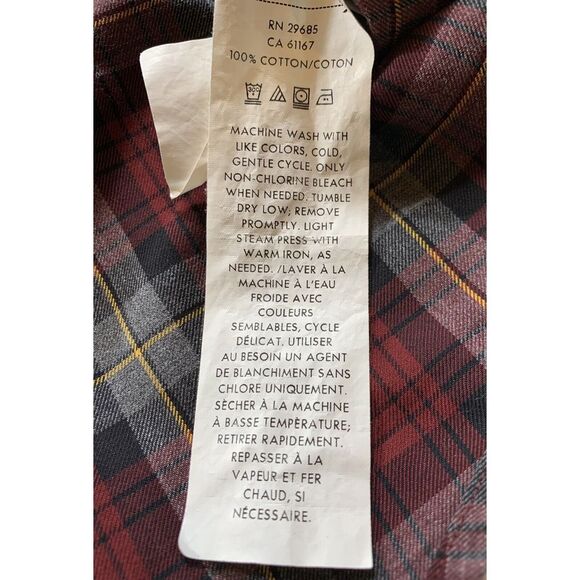 RN 29685
CA 61167
100% COTTON/COTON
MACHINE WASH WITH
LIKE COLORS, COLD,
GENTLE CYCLE. ONLY
NON-CHLORINE BLEACH
WHEN NEEDED. TUMBLE
DRY LOW; REMOVE
PROMPTLY. LIGHT
STEAM PRESS WITH
WARM IRON, AS
NEEDED. /LAVER À LA
MACHINE À L'EAU
FROIDE AVEC
COULEURS
SEMBLABLES, CYCLE
DÉLICAT. UTILISER
AU BESOIN UN AGENT
DE BLANCHIMENT SANS
CHLORE UNIQUEMENT.
SÈCHER À LA MACHINE
À BASSE TEMPÈRATURE;
RETIRER RAPIDEMENT.
REPASSER À LA
VAPEUR ET FER
CHAUD, SI
NÉCESSAIRE.